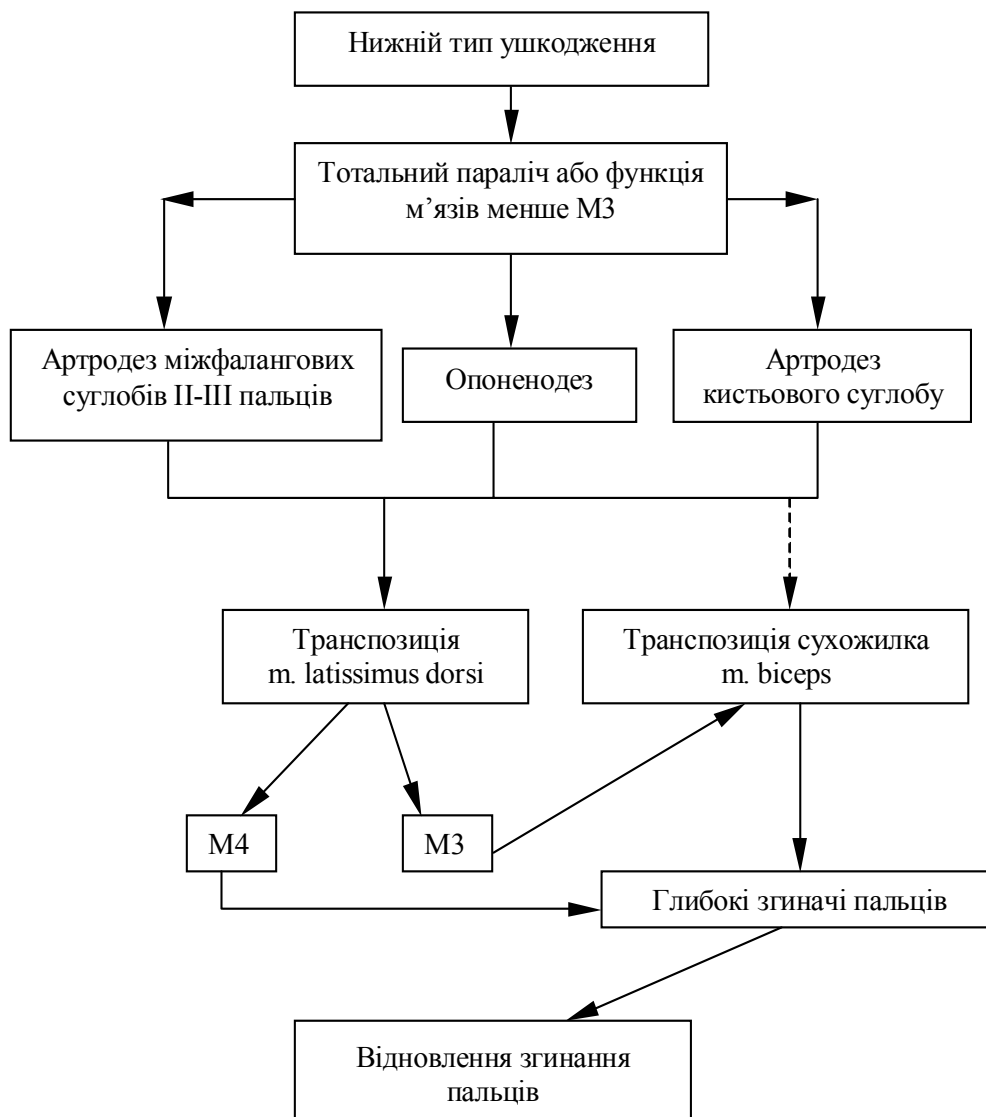 Нижній тип ушкодження
Тотальний параліч або функція
м’язів менше М3
Артродез міжфалангових
суглобів II-III пальців
Опоненодез
Артродез
кистьового суглобу
Транспозиція
m. latissimus dorsi
Транспозиція сухожилка
m. biceps
М4
М3
Глибокі згиначі пальців
Відновлення згинання
пальців